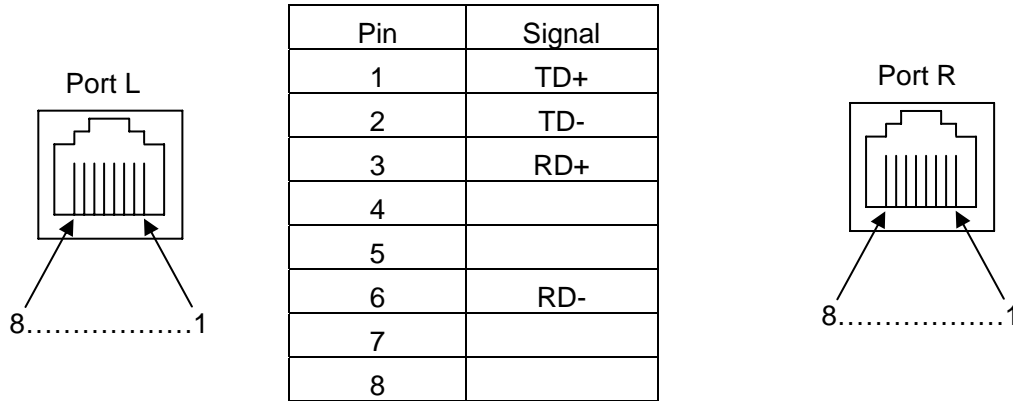 Port L
8………………1
Pin Signal
1 TD+
2 TD-
3 RD+
4
5
6 RD-
7
8
Port R
8………………1